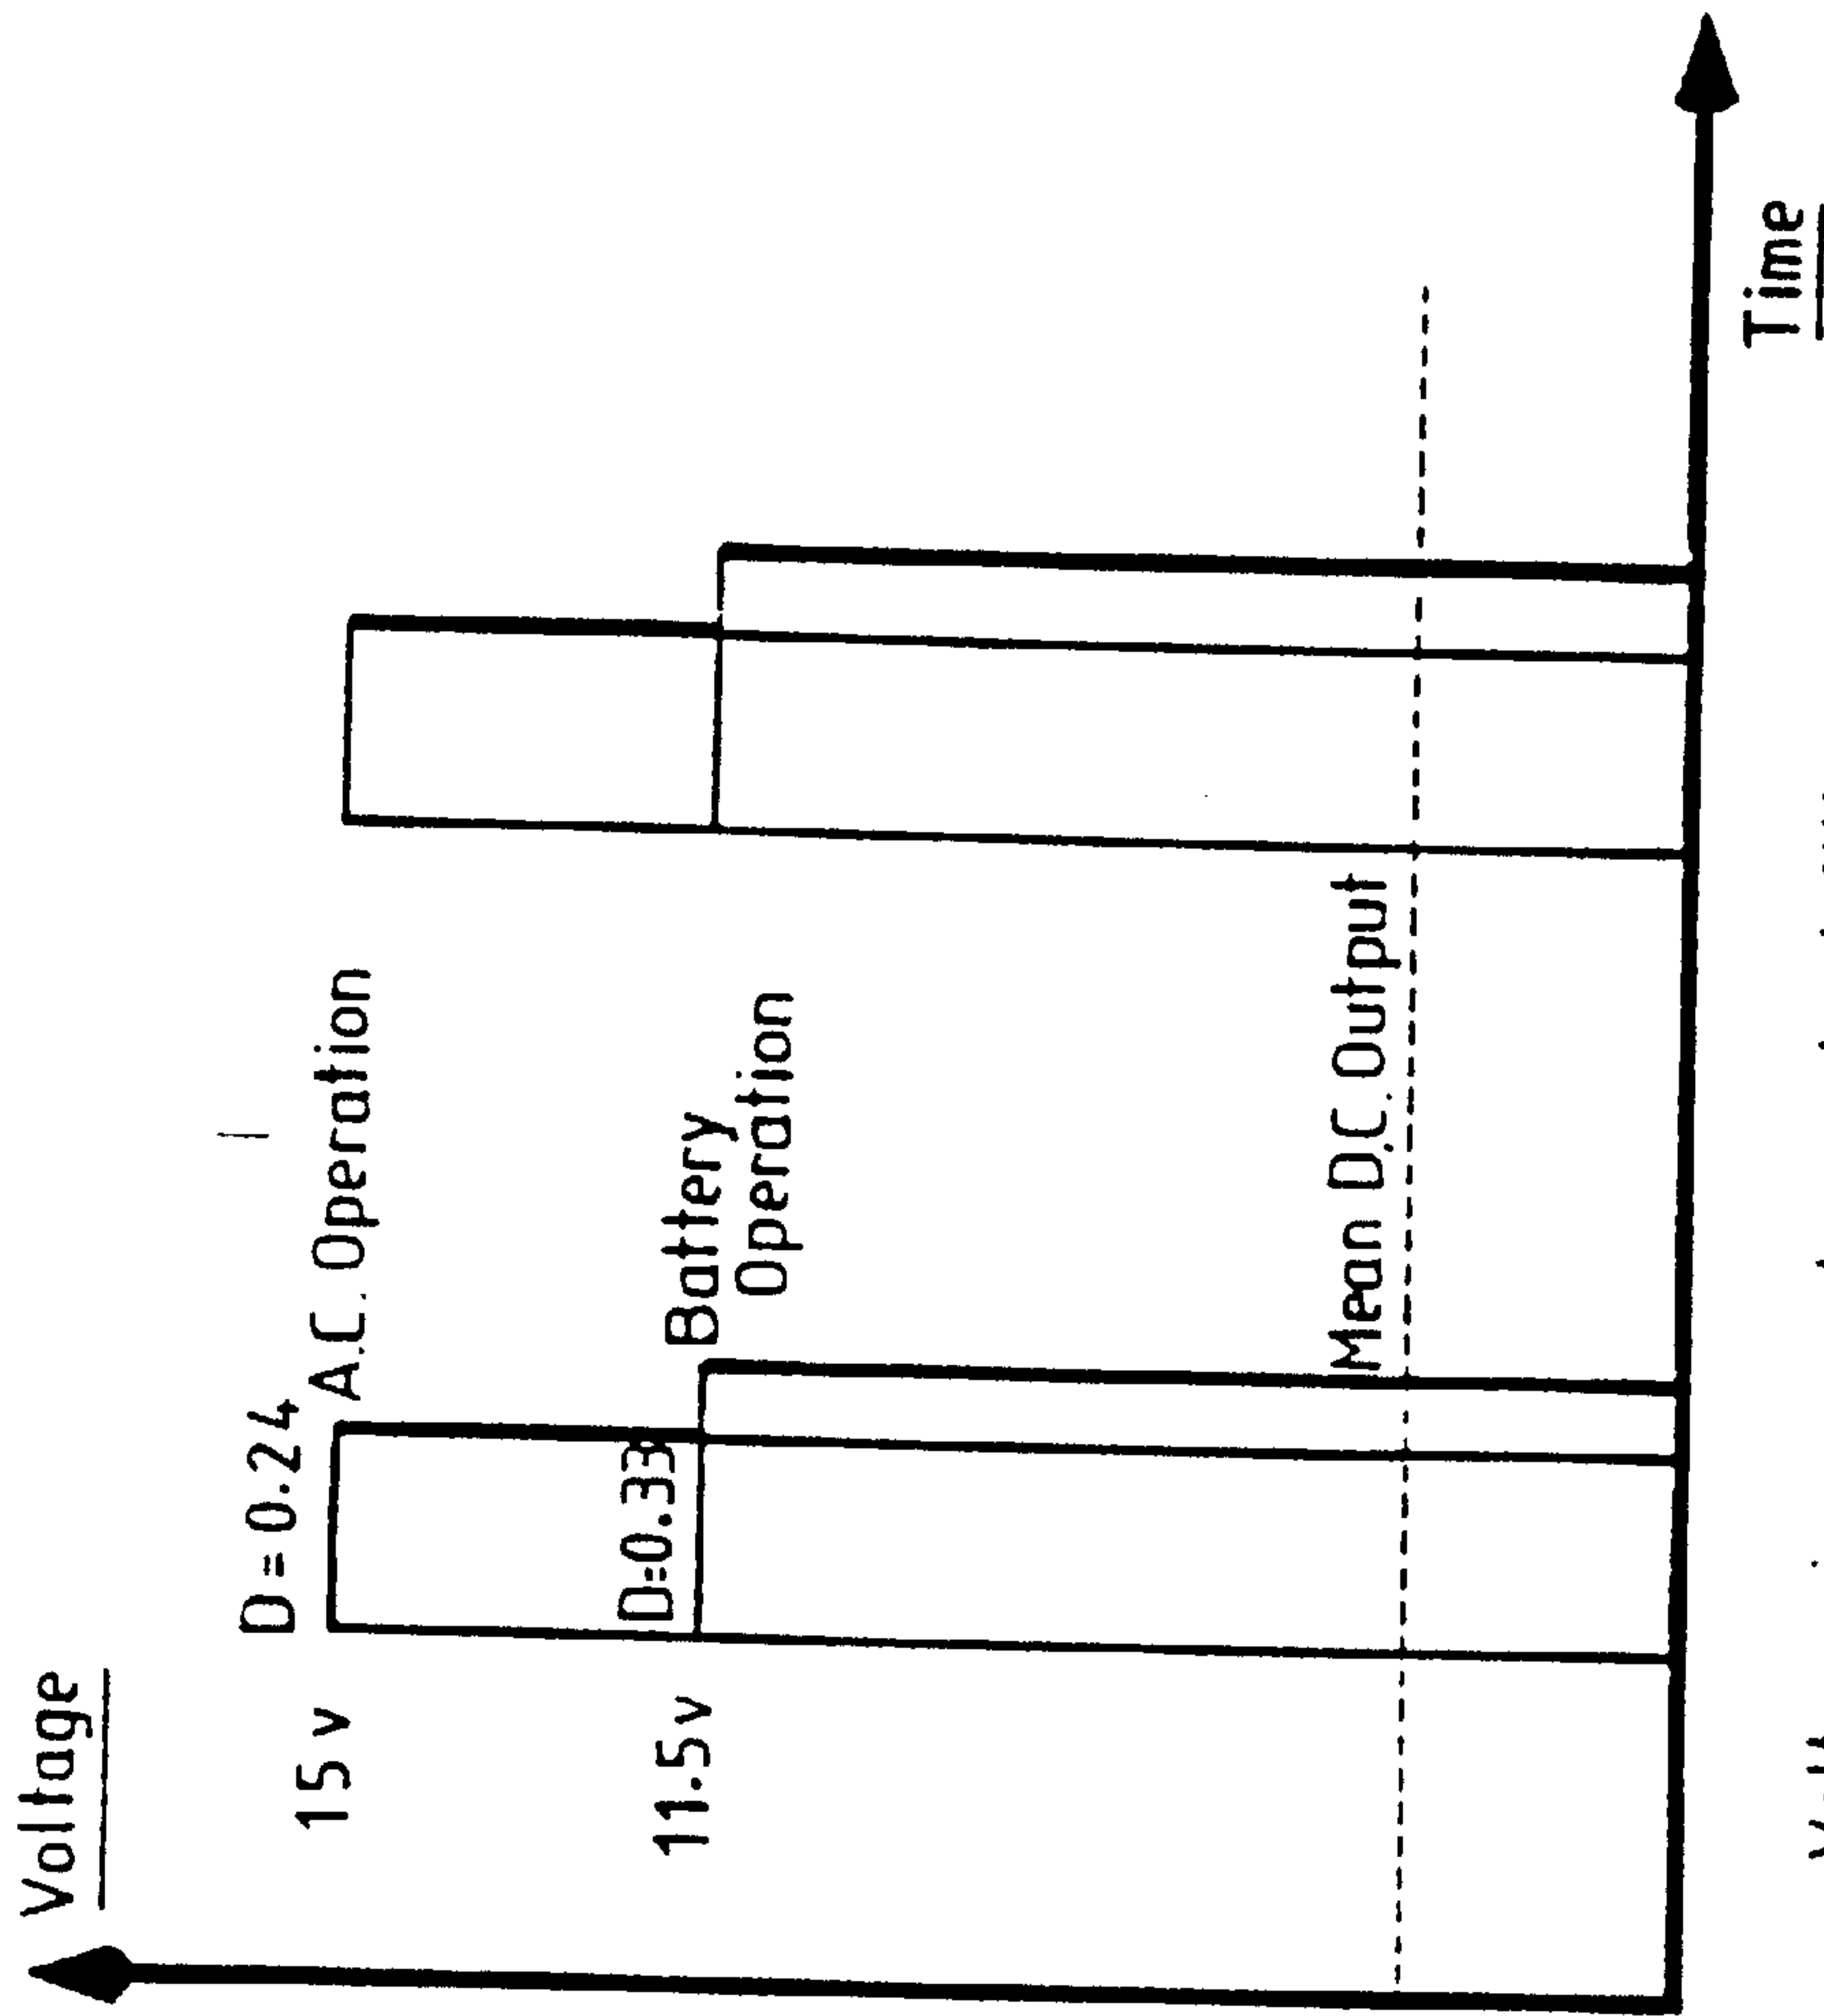 Voltage
D=0.24
15 v
A.C. Operation
D=0.33
11.5v
Battery
Operation
Mean D.C. Output
Time